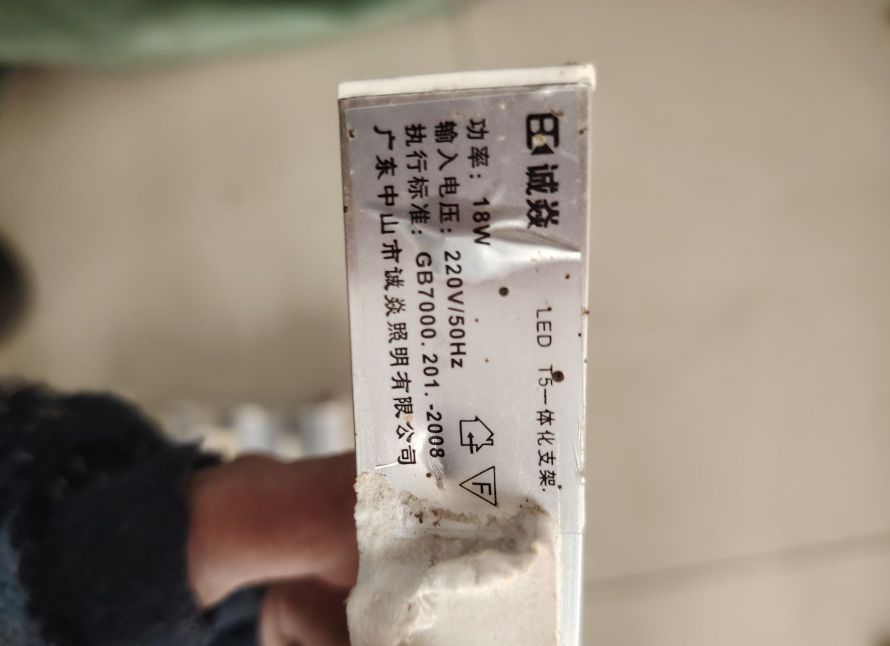 诚焱
LED T5一体化支架
功率：18W
输入电压：220V/50Hz
执行标准：GB7000.201.-2008
广东中山市诚焱照明有限公司
F